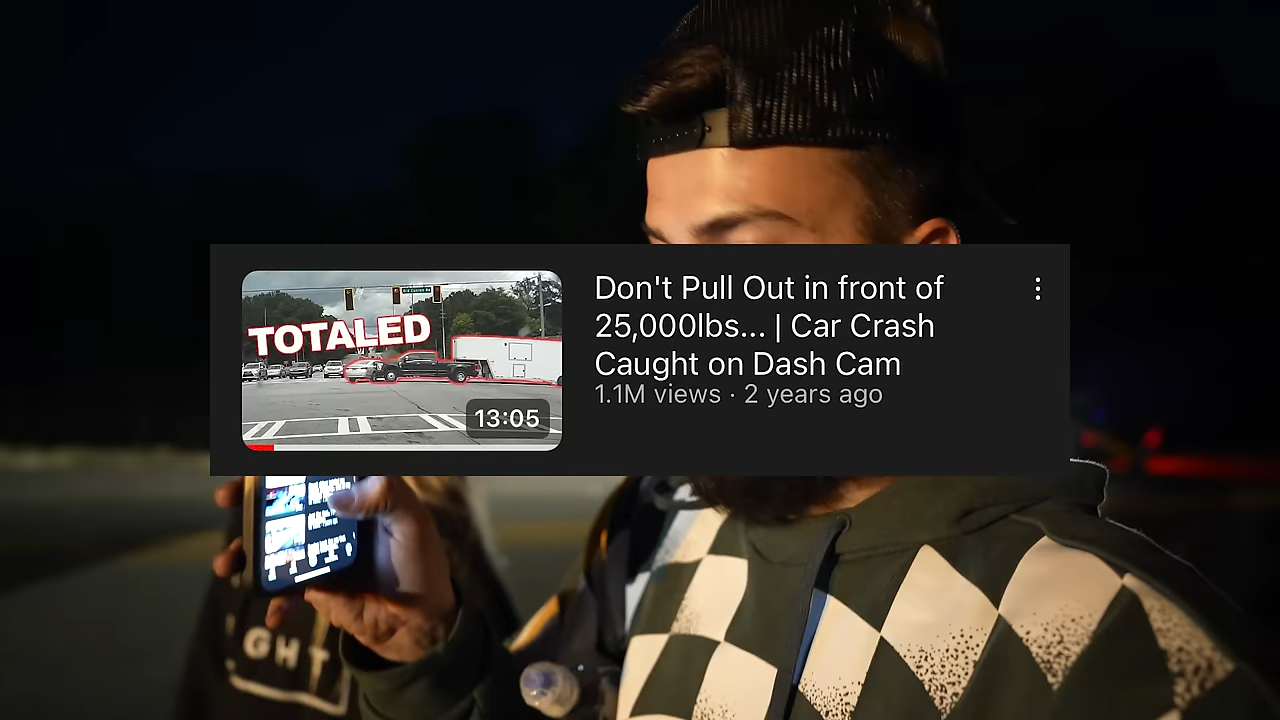 TOTALED
13:05
Don't Pull Out in front of
25,000lbs... | Car Crash
Caught on Dash Cam
1.1M views · 2 years ago
GHT